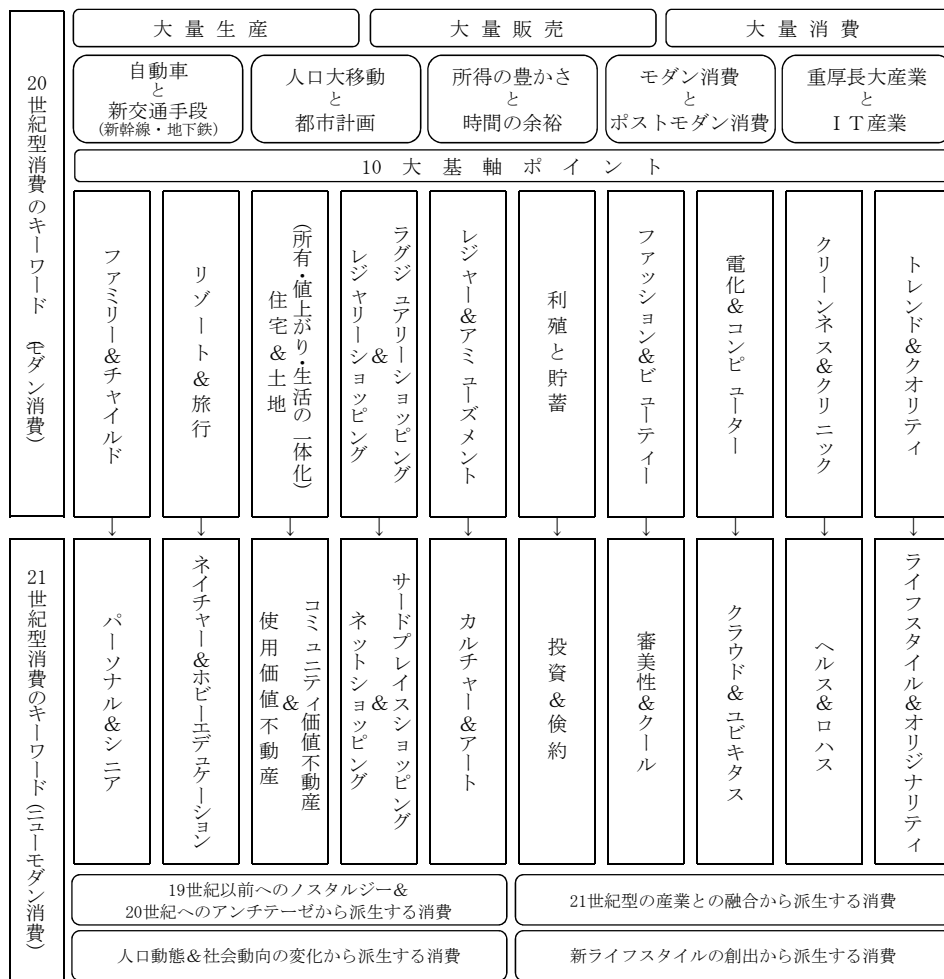 20世紀型消費のキーワード（モダン消費）
大量生産
大量販売
大量消費
自動車
と
新交通手段
(新幹線・地下鉄)
人口大移動
と
都市計画
所得の豊かさ
と
時間の余裕
モダン消費
と
ポストモダン消費
重厚長大産業
と
ＩＴ産業
10大基軸ポイント
ファミリー＆チャイルド
リゾート＆旅行
(所有・値上がり・生活の一体化)
住宅＆土地
ラグジュアリーショッピング
＆
レジャリーショッピング
レジャー＆アミューズメント
利殖と貯蓄
ファッション＆ビューティー
電化＆コンピューター
クリーンネス＆クリニック
トレンド＆クオリティ
↓ ↓ ↓ ↓ ↓ ↓ ↓ ↓ ↓ ↓
21世紀型消費のキーワード（ニューモダン消費）
パーソナル＆シニア
ネイチャー＆ホビーエデュケーション
コミュニティ価値不動産
＆
使用価値不動産
サードプレイスショッピング
＆
ネットショッピング
カルチャー＆アート
投資＆倹約
審美性＆クール
クラウド＆ユビキタス
ヘルス＆ロハス
ライフスタイル＆オリジナリティ
19世紀以前へのノスタルジー＆
20世紀へのアンチテーゼから派生する消費
21世紀型の産業との融合から派生する消費
人口動態＆社会動向の変化から派生する消費
新ライフスタイルの創出から派生する消費